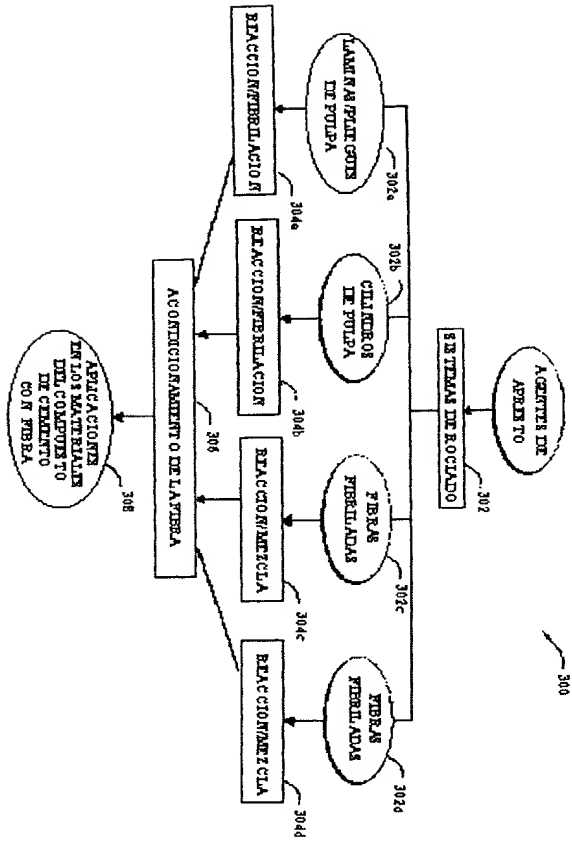 300
AGENTES DE
APRESTO
302
SISTEMAS DE ROCIADO
302a
302b
302c
302d
LAMINAS/PLIEGUES
DE PULPA
CILINDROS
DE PULPA
FIBRAS
FIBRILADAS
FIBRAS
FIBRILADAS
304a
304b
304c
304d
REACCION/FIBRILACION
REACCION/FIBRILACION
REACCION/MEZCLA
REACCION/MEZCLA
306
ACONDICIONAMIENTO DE LA FIBRA
308
APLICACIONES
EN LOS MATERIALES
DEL COMPUESTO
DE CEMENTO
CON FIBRA